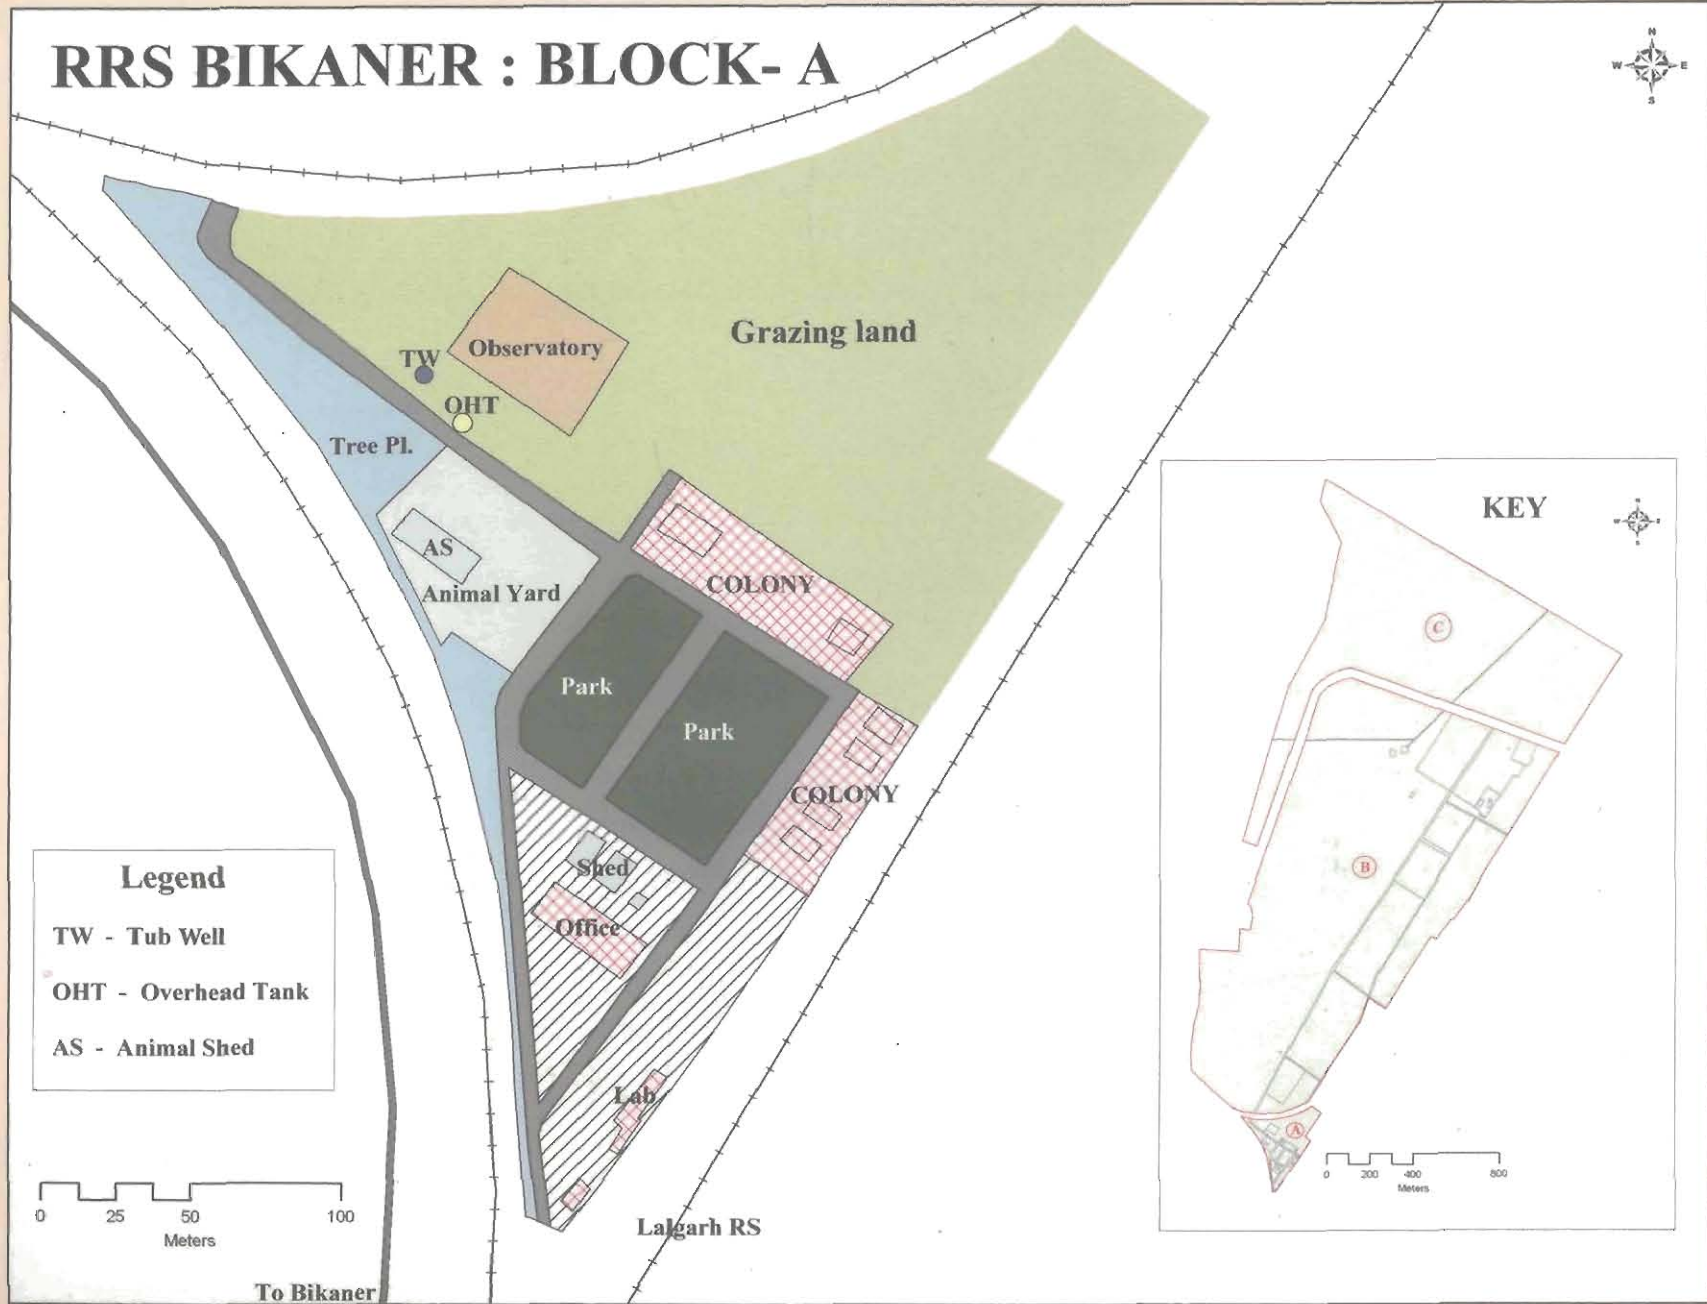 RRS BIKANER : BLOCK- A
N
W E
S
Grazing land
Observatory
TW
OHT
Tree Pl.
AS
Animal Yard
COLONY
Park
Park
COLONY
Shed
Office
Lab
Lalgarh RS
To Bikaner
Legend
TW - Tub Well
OHT - Overhead Tank
AS - Animal Shed
0 25 50 100
Meters
KEY
C
B
A
0 200 400 800
Meters